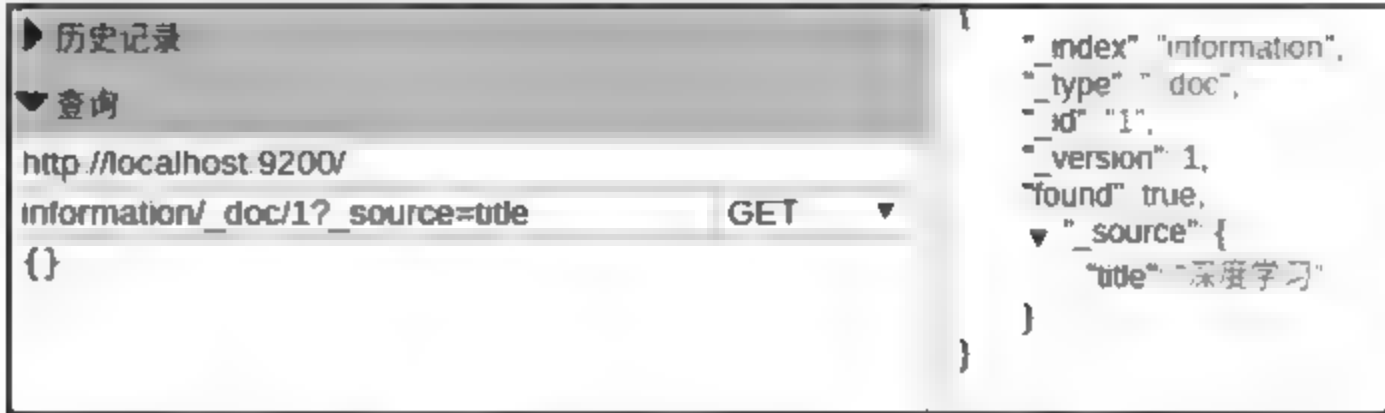 历史记录
查询
http://localhost:9200/
information/_doc/1?_source=title
GET
{}
{
"_index": "information",
"_type": "_doc",
"_id": "1",
"_version": 1,
"found": true,
"_source": {
"title": "深度学习"
}
}